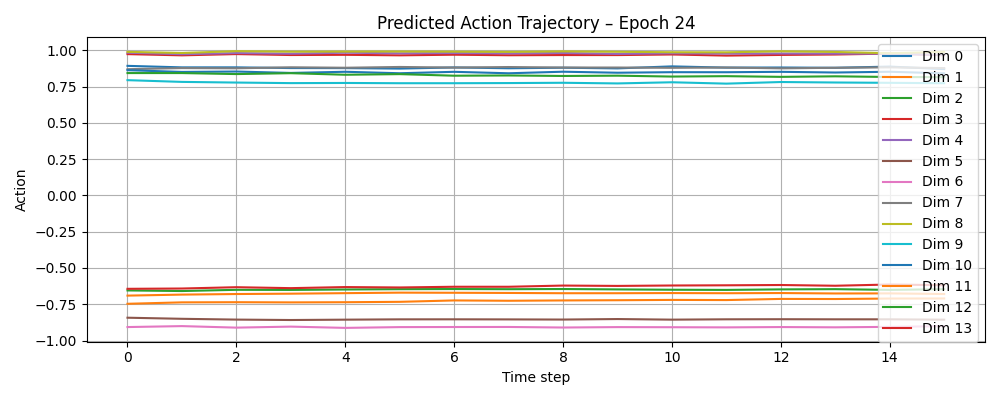 Predicted Action Trajectory – Epoch 24
Action
1.00
0.75
0.50
0.25
0.00
−0.25
−0.50
−0.75
−1.00
0 2 4 6 8 10 12 14
Time step
Dim 0
Dim 1
Dim 2
Dim 3
Dim 4
Dim 5
Dim 6
Dim 7
Dim 8
Dim 9
Dim 10
Dim 11
Dim 12
Dim 13